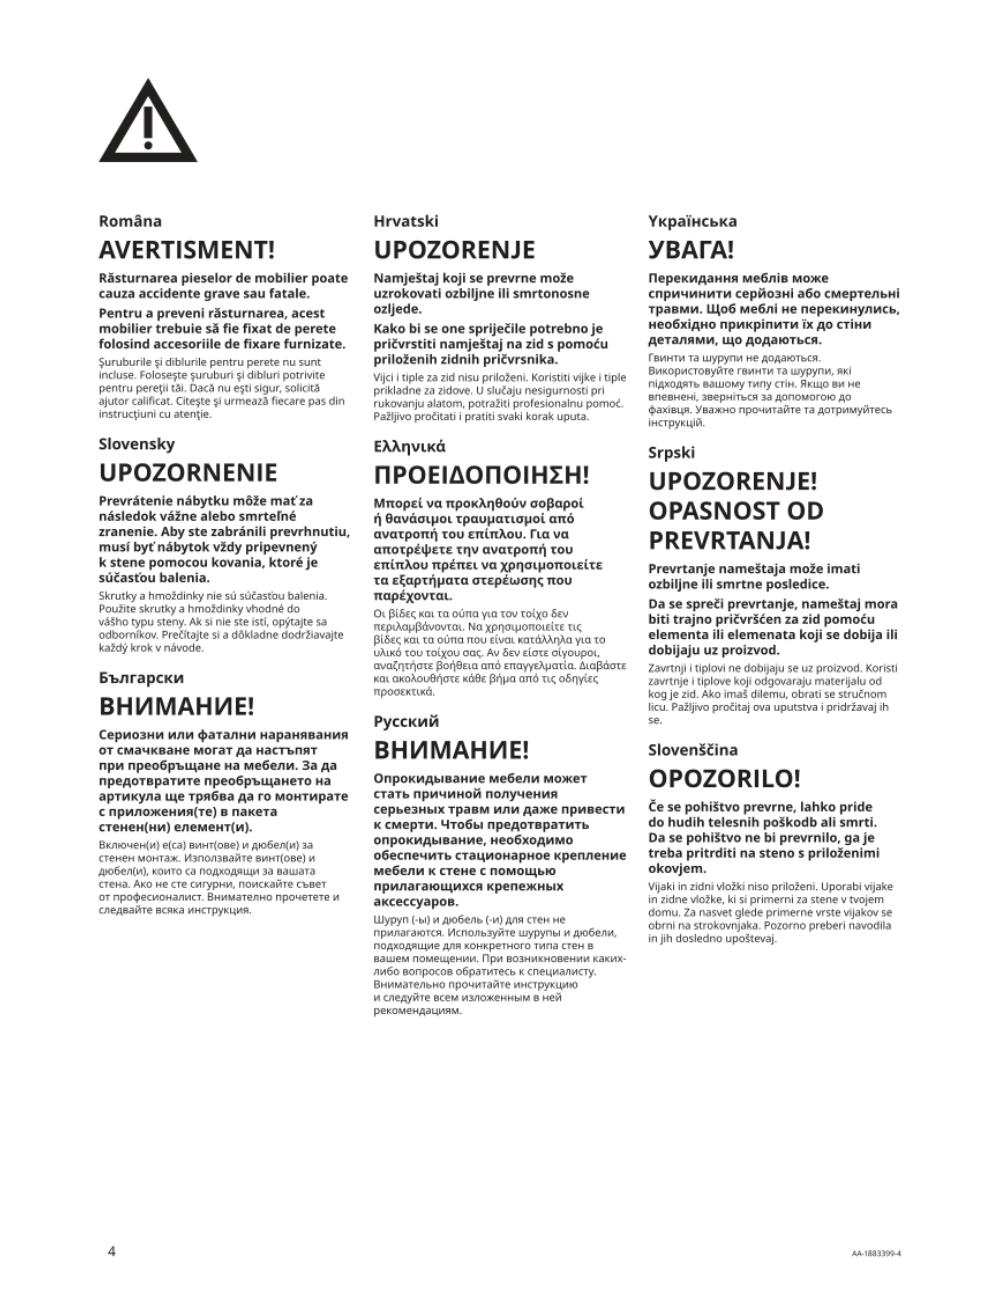 Româna
AVERTISMENT!
Răsturnarea pieselor de mobilier poate
cauza accidente grave sau fatale.
Pentru a preveni răsturnarea, acest
mobilier trebuie să fie fixat de perete
folosind accesoriile de fixare furnizate.
Şuruburile şi diblurile pentru perete nu sunt
incluse. Foloseşte şuruburi şi dibluri potrivite
pentru pereţii tăi. Dacă nu eşti sigur, solicită
ajutor calificat. Citeşte şi urmează fiecare pas din
instrucţiuni cu atenţie.
Slovensky
UPOZORNENIE
Prevrátenie nábytku môže mať za
následok vážne alebo smrteľné
zranenie. Aby ste zabránili prevrhnutiu,
musí byť nábytok vždy pripevnený
k stene pomocou kovania, ktoré je
súčasťou balenia.
Skrutky a hmoždinky nie sú súčasťou balenia.
Použite skrutky a hmoždinky vhodné do
vášho typu steny. Ak si nie ste istí, opýtajte sa
odborníkov. Prečítajte si a dôkladne dodržiavajte
každý krok v návode.
Български
ВНИМАНИЕ!
Сериозни или фатални наранявания
от смачкване могат да настъпят
при преобръщане на мебели. За да
предотвратите преобръщането на
артикула ще трябва да го монтирате
с приложения(те) в пакета
стенен(ни) елемент(и).
Включен(и) е(са) винт(ове) и дюбел(и) за
стенен монтаж. Използвайте винт(ове) и
дюбел(и), които са подходящи за вашата
стена. Ако не сте сигурни, поискайте съвет
от професионалист. Внимателно прочетете и
следвайте всяка инструкция.
Hrvatski
UPOZORENJE
Namještaj koji se prevrne može
uzrokovati ozbiljne ili smrtonosne
ozljede.
Kako bi se one spriječile potrebno je
pričvrstiti namještaj na zid s pomoću
priloženih zidnih pričvrsnika.
Vijci i tiple za zid nisu priloženi. Koristiti vijke i tiple
prikladne za zidove. U slučaju nesigurnosti pri
rukovanju alatom, potražiti profesionalnu pomoć.
Pažljivo pročitati i pratiti svaki korak uputa.
Ελληνικά
ΠΡΟΕΙΔΟΠΟΙΗΣΗ!
Μπορεί να προκληθούν σοβαροί
ή θανάσιμοι τραυματισμοί από
ανατροπή του επίπλου. Για να
αποτρέψετε την ανατροπή του
επίπλου πρέπει να χρησιμοποιείτε
τα εξαρτήματα στερέωσης που
παρέχονται.
Οι βίδες και τα ούπα για τον τοίχο δεν
περιλαμβάνονται. Να χρησιμοποιείτε τις
βίδες και τα ούπα που είναι κατάλληλα για το
υλικό του τοίχου σας. Αν δεν είστε σίγουροι,
αναζητήστε βοήθεια από επαγγελματία. Διαβάστε
και ακολουθήστε κάθε βήμα από τις οδηγίες
προσεκτικά.
Русский
ВНИМАНИЕ!
Опрокидывание мебели может
стать причиной получения
серьезных травм или даже привести
к смерти. Чтобы предотвратить
опрокидывание, необходимо
обеспечить стационарное крепление
мебели к стене с помощью
прилагающихся крепежных
аксессуаров.
Шуруп (-ы) и дюбель (-и) для стен не
прилагаются. Используйте шурупы и дюбели,
подходящие для конкретного типа стен в
вашем помещении. При возникновении каких-
либо вопросов обратитесь к специалисту.
Внимательно прочитайте инструкцию
и следуйте всем изложенным в ней
рекомендациям.
Yкраїнська
УВАГА!
Перекидання меблів може
спричинити серйозні або смертельні
травми. Щоб меблі не перекинулись,
необхідно прикріпити їх до стіни
деталями, що додаються.
Гвинти та шурупи не додаються.
Використовуйте гвинти та шурупи, які
підходять вашому типу стін. Якщо ви не
впевнені, зверніться за допомогою до
фахівця. Уважно прочитайте та дотримуйтесь
інструкцій.
Srpski
UPOZORENJE!
OPASNOST OD
PREVRTANJA!
Prevrtanje nameštaja može imati
ozbiljne ili smrtne posledice.
Da se spreči prevrtanje, nameštaj mora
biti trajno pričvršćen za zid pomoću
elementa ili elemenata koji se dobija ili
dobijaju uz proizvod.
Zavrtnji i tiplovi ne dobijaju se uz proizvod. Koristi
zavrtnje i tiplove koji odgovaraju materijalu od
kog je zid. Ako imaš dilemu, obrati se stručnom
licu. Pažljivo pročitaj ova uputstva i pridržavaj ih
se.
Slovenščina
OPOZORILO!
Če se pohištvo prevrne, lahko pride
do hudih telesnih poškodb ali smrti.
Da se pohištvo ne bi prevrnilo, ga je
treba pritrditi na steno s priloženimi
okovjem.
Vijaki in zidni vložki niso priloženi. Uporabi vijake
in zidne vložke, ki si primerni za stene v tvojem
domu. Za nasvet glede primerne vrste vijakov se
obrni na strokovnjaka. Pozorno preberi navodila
in jih dosledno upoštevaj.
4
AA-1883399-4